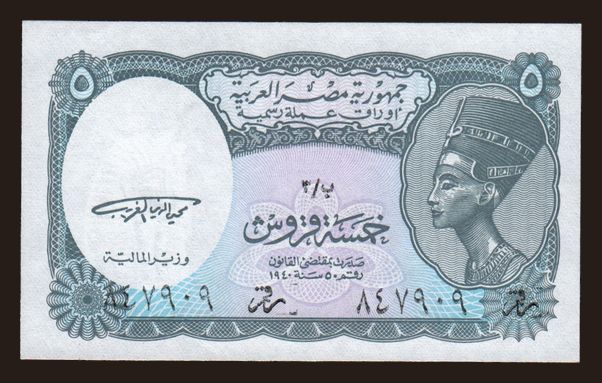 ٥ ٥
جمهورية مصر العربية
أوراق عملة رسمية
ب/٣
خمسة قروش
صدرت بمقتضى القانون
رقم ٥٠ سنة ١٩٤٠
وزير المالية
رقم ٨٤٧٩٠٩
رقم ٨٤٧٩٠٩